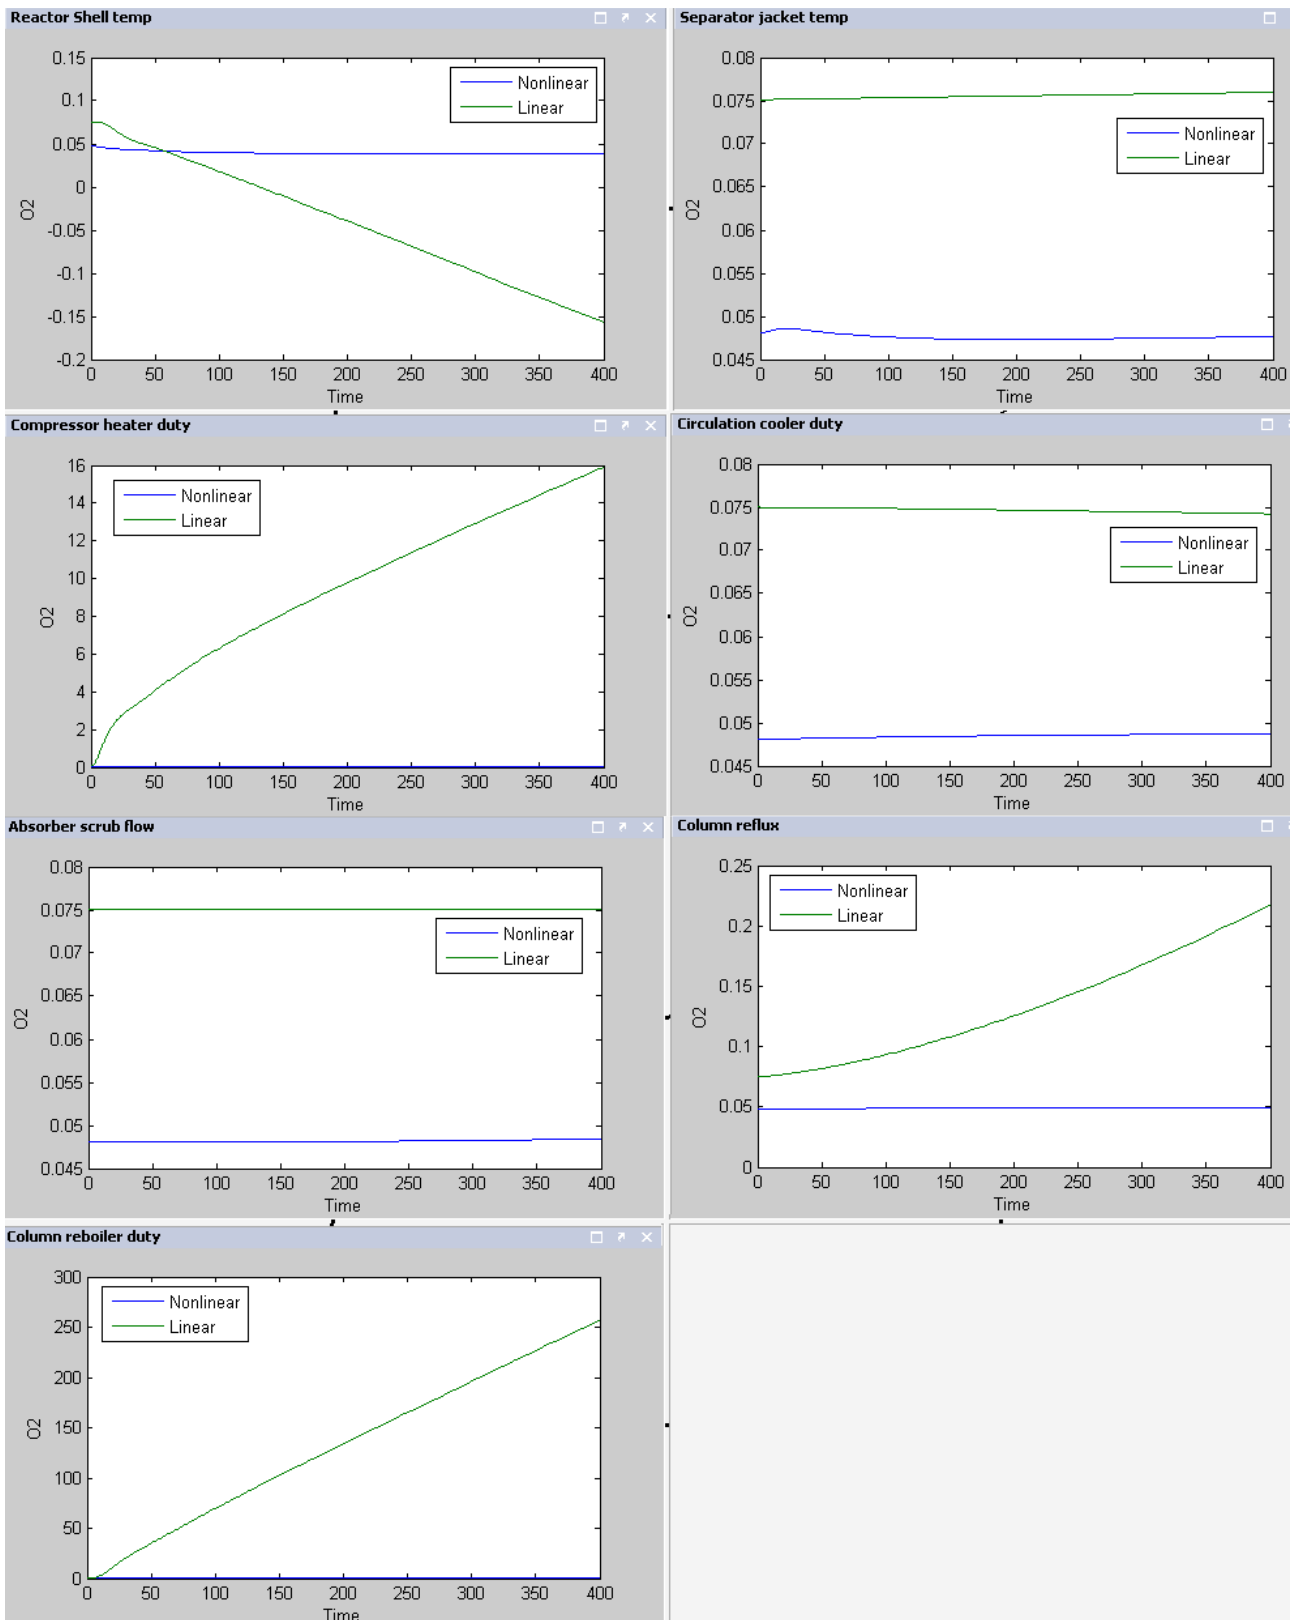 Reactor Shell temp
0.15
0.1
0.05
0
-0.05
-0.1
-0.15
-0.2
O2
Nonlinear
Linear
0 50 100 150 200 250 300 350 400
Time
Separator jacket temp
0.08
0.075
0.07
0.065
0.06
0.055
0.05
0.045
O2
Nonlinear
Linear
0 50 100 150 200 250 300 350 400
Time
Compressor heater duty
16
14
12
10
8
6
4
2
0
O2
Nonlinear
Linear
0 50 100 150 200 250 300 350 400
Time
Circulation cooler duty
0.08
0.075
0.07
0.065
0.06
0.055
0.05
0.045
O2
Nonlinear
Linear
0 50 100 150 200 250 300 350 400
Time
Absorber scrub flow
0.08
0.075
0.07
0.065
0.06
0.055
0.05
0.045
O2
Nonlinear
Linear
0 50 100 150 200 250 300 350 400
Time
Column reflux
0.25
0.2
0.15
0.1
0.05
0
O2
Nonlinear
Linear
0 50 100 150 200 250 300 350 400
Time
Column reboiler duty
300
250
200
150
100
50
0
O2
Nonlinear
Linear
0 50 100 150 200 250 300 350 400
Time